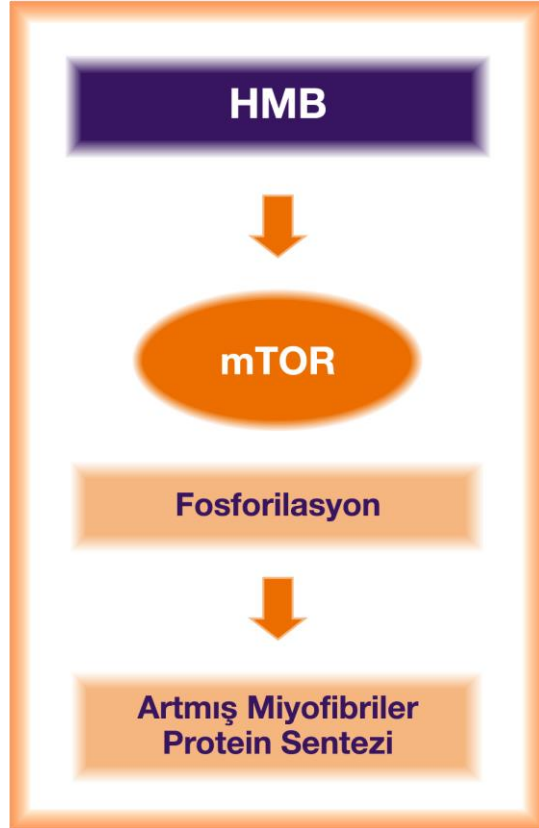 HMB
mTOR
Fosforilasyon
Artmış Miyofibriler
Protein Sentezi